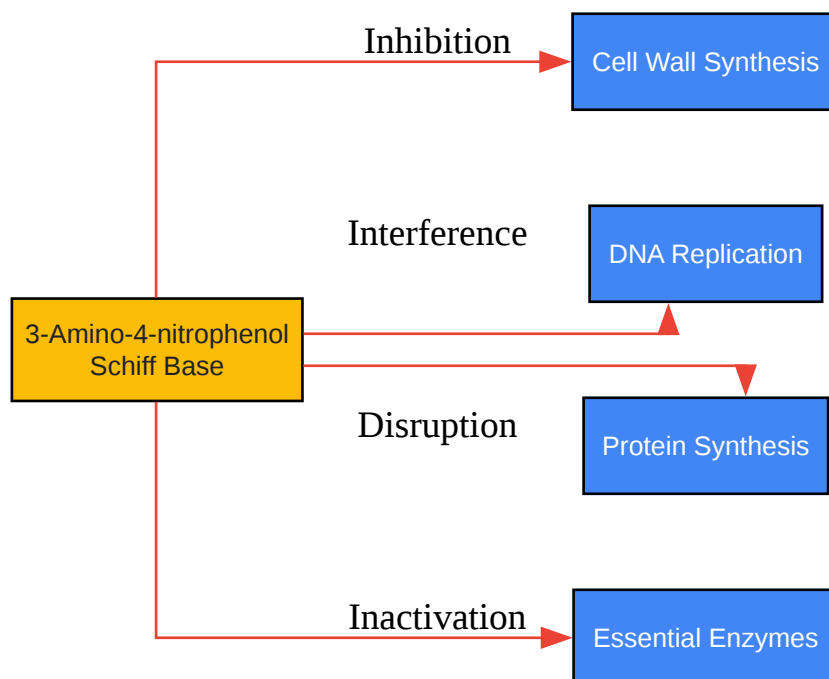 Inhibition
Cell Wall Synthesis
Interference
DNA Replication
3-Amino-4-nitrophenol
Schiff Base
Disruption
Protein Synthesis
Inactivation
Essential Enzymes